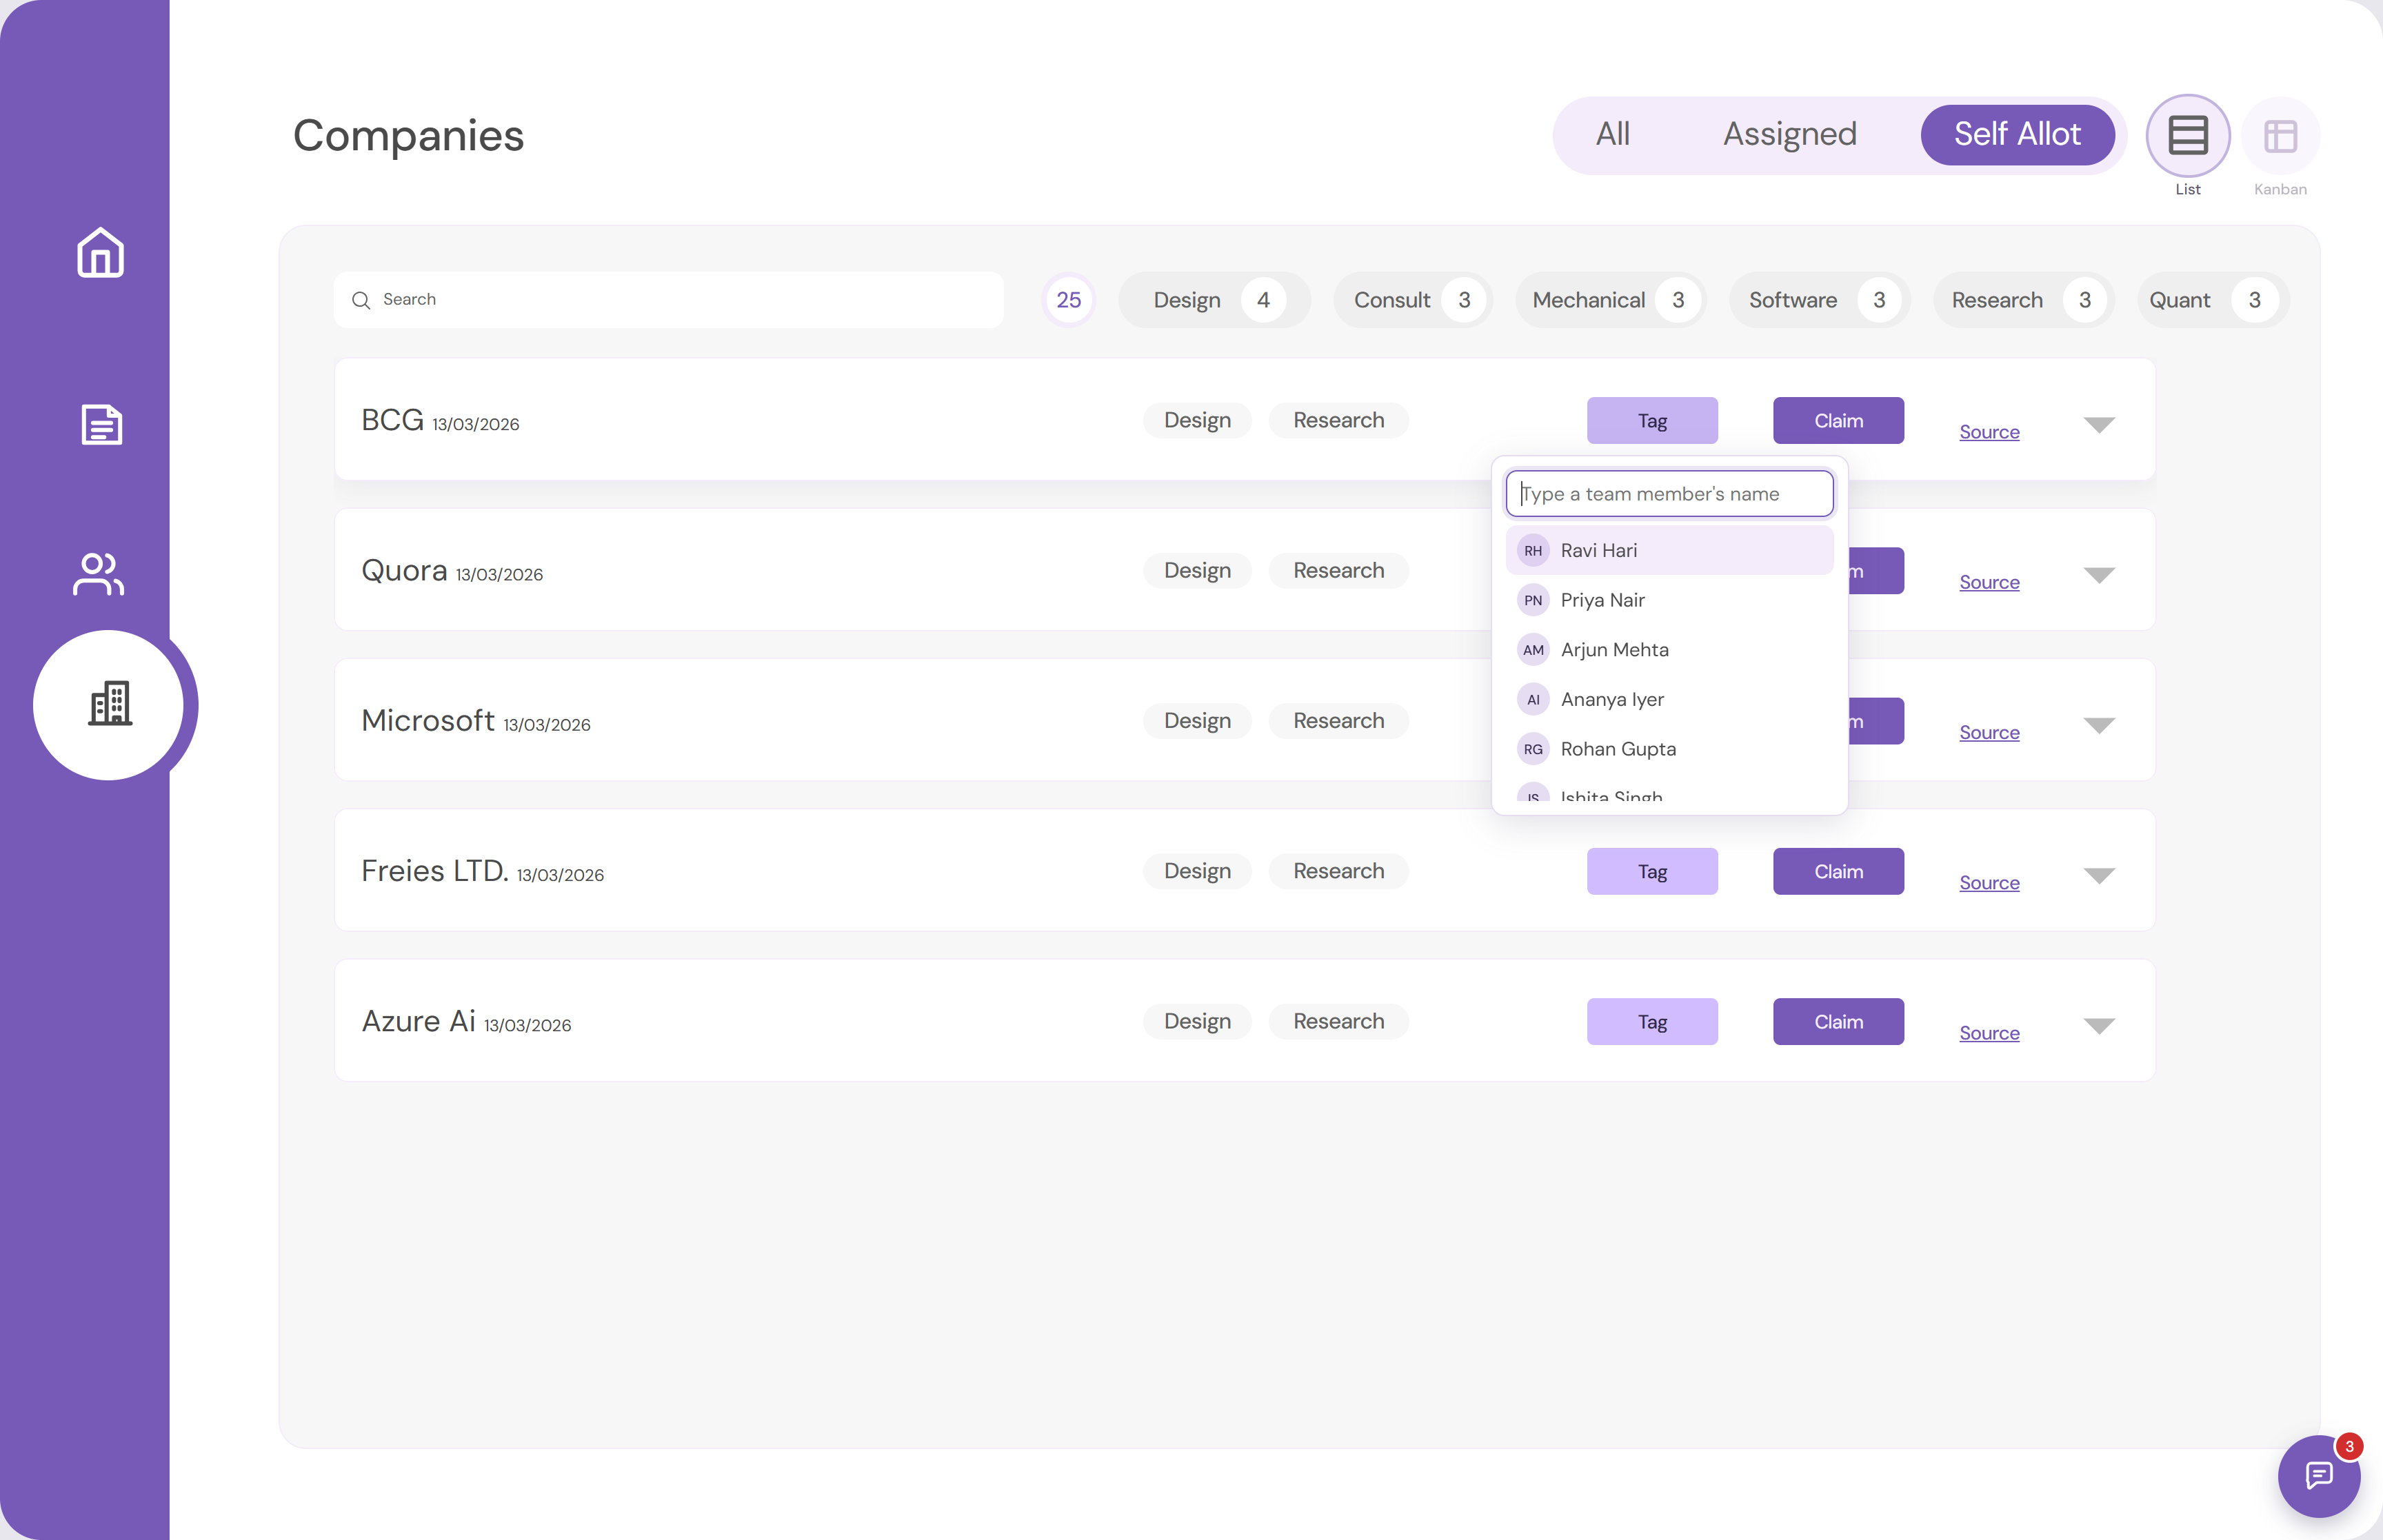 Companies
All Assigned Self Allot
List Kanban
Search
25 Design 4 Consult 3 Mechanical 3 Software 3 Research 3 Quant 3
BCG 13/03/2026 Design Research Tag Claim Source
Type a team member's name
RH Ravi Hari
PN Priya Nair
AM Arjun Mehta
AI Ananya Iyer
RG Rohan Gupta
IS Ishita Singh
Quora 13/03/2026 Design Research m Source
Microsoft 13/03/2026 Design Research m Source
Freies LTD. 13/03/2026 Design Research Tag Claim Source
Azure Ai 13/03/2026 Design Research Tag Claim Source
3